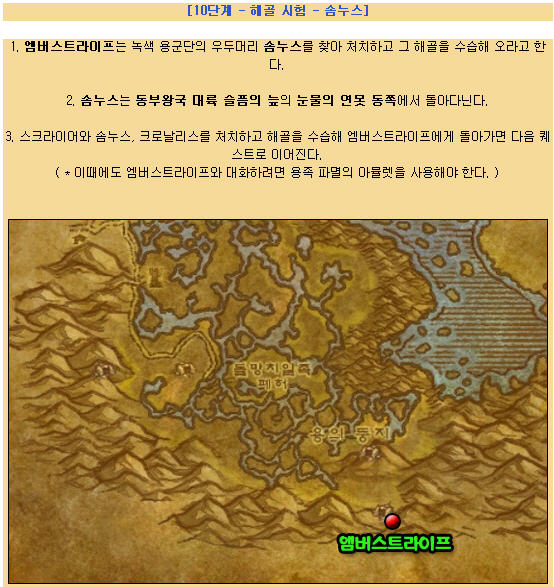 [10단계 - 해골 시험 - 솜누스]
1. 엠버스트라이프는 녹색 용군단의 우두머리 솜누스를 찾아 처치하고 그 해골을 수습해 오라고 한
다.
2. 솜누스는 동부왕국 대륙 슬픔의 늪의 눈물의 연못 동쪽에서 돌아다닌다.
3. 스크라이어와 솜누스, 크로날리스를 처치하고 해골을 수습해 엠버스트라이프에게 돌아가면 다음 퀘
스트로 이어진다.
( * 이때에도 엠버스트라이프와 대화하려면 용족 파멸의 아뮬렛을 사용해야 한다. )
돌망치일족
폐허
용의 둥지
엠버스트라이프